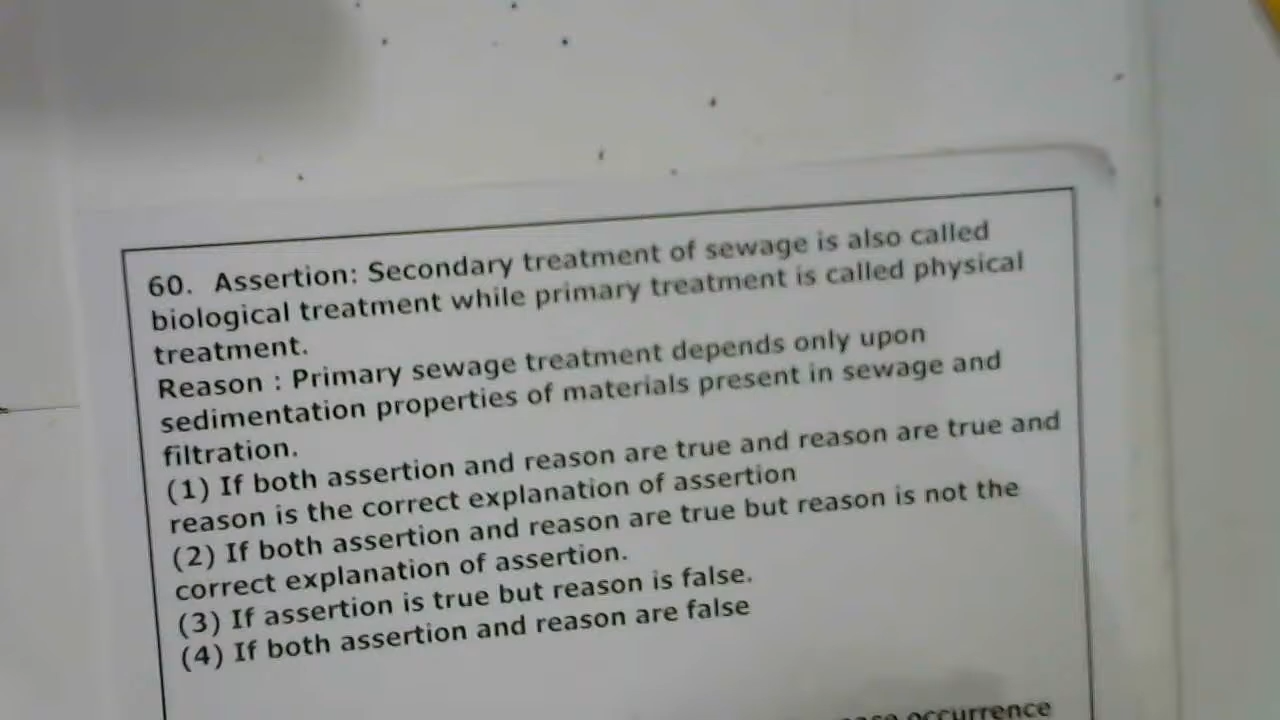 60. Assertion: Secondary treatment of sewage is also called
biological treatment while primary treatment is called physical
treatment.
Reason : Primary sewage treatment depends only upon
sedimentation properties of materials present in sewage and
filtration.
(1) If both assertion and reason are true and reason are true and
reason is the correct explanation of assertion
(2) If both assertion and reason are true but reason is not the
correct explanation of assertion.
(3) If assertion is true but reason is false.
(4) If both assertion and reason are false
occurrence